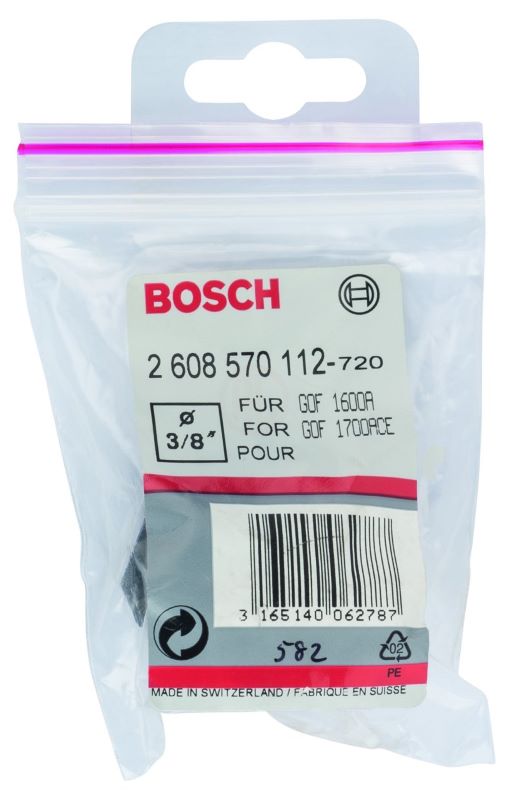 BOSCH
2 608 570 112-720
Ø
3/8"
FÜR GOF 1600A
FOR GOF 1700ACE
POUR
3 165140 062787
582
02
PE
MADE IN SWITZERLAND / FABRIQUE EN SUISSE